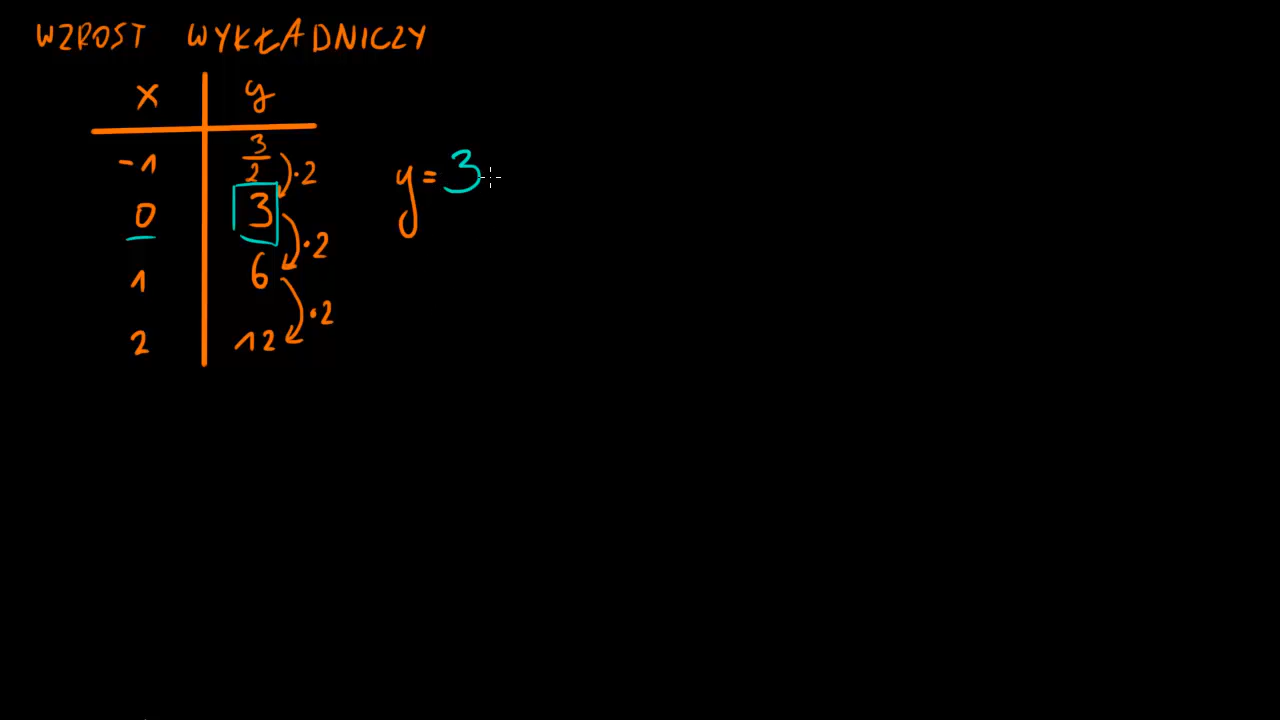 WZROST WYKŁADNICZY
x y
-1 3/2 ·2
0 3 ·2
1 6 ·2
2 12
y = 3